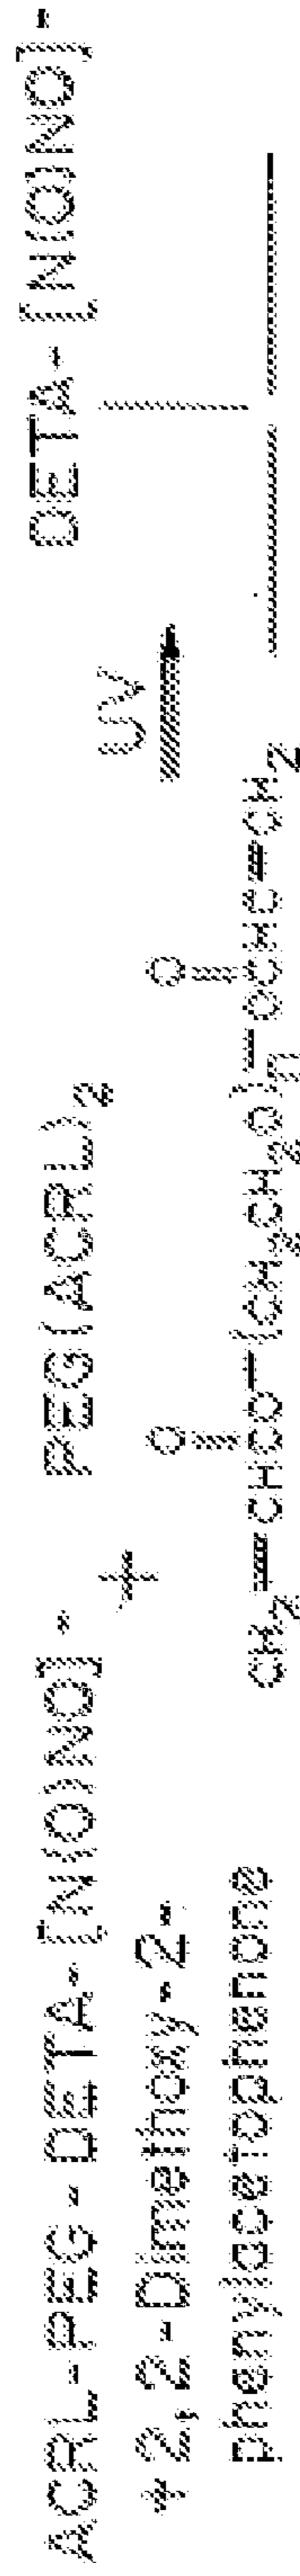 ACRL-PEG-DETA-[N(O)NO]-
+ 2, 2-Dimethoxy-2-
phenylacetophenone
+
PEG(ACRL)2
O O
CH2=CHCO-(CH2CH2O)n-OCHC=CH2
UV
DETA-[N(O)NO]-